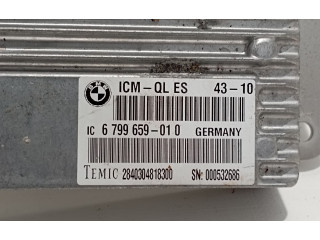 ICM-QL ES 43-10
IC 6 799 659-01 0 GERMANY
TEMIC 2840304818300 SN: 000532686